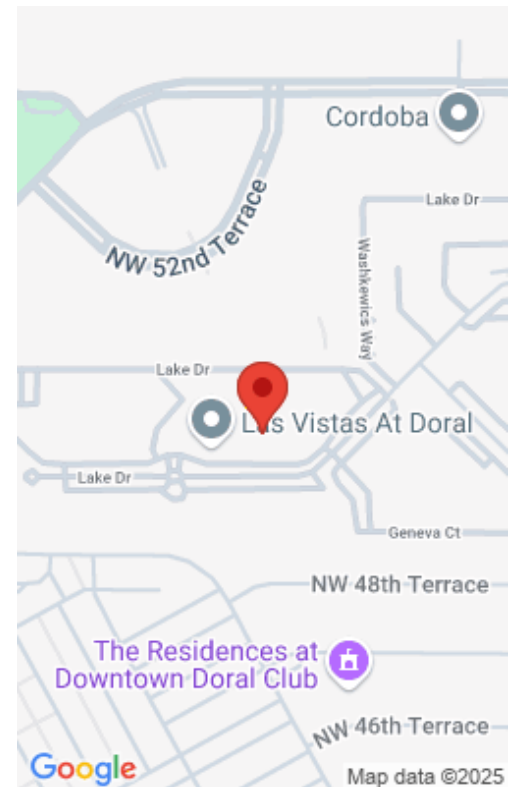 Cordoba
Lake Dr
NW 52nd Terrace
Washkewics Way
Lake Dr
Las Vistas At Doral
Lake Dr
Geneva Ct
NW 48th Terrace
The Residences at
Downtown Doral Club
NW 46th Terrace
Google
Map data ©2025